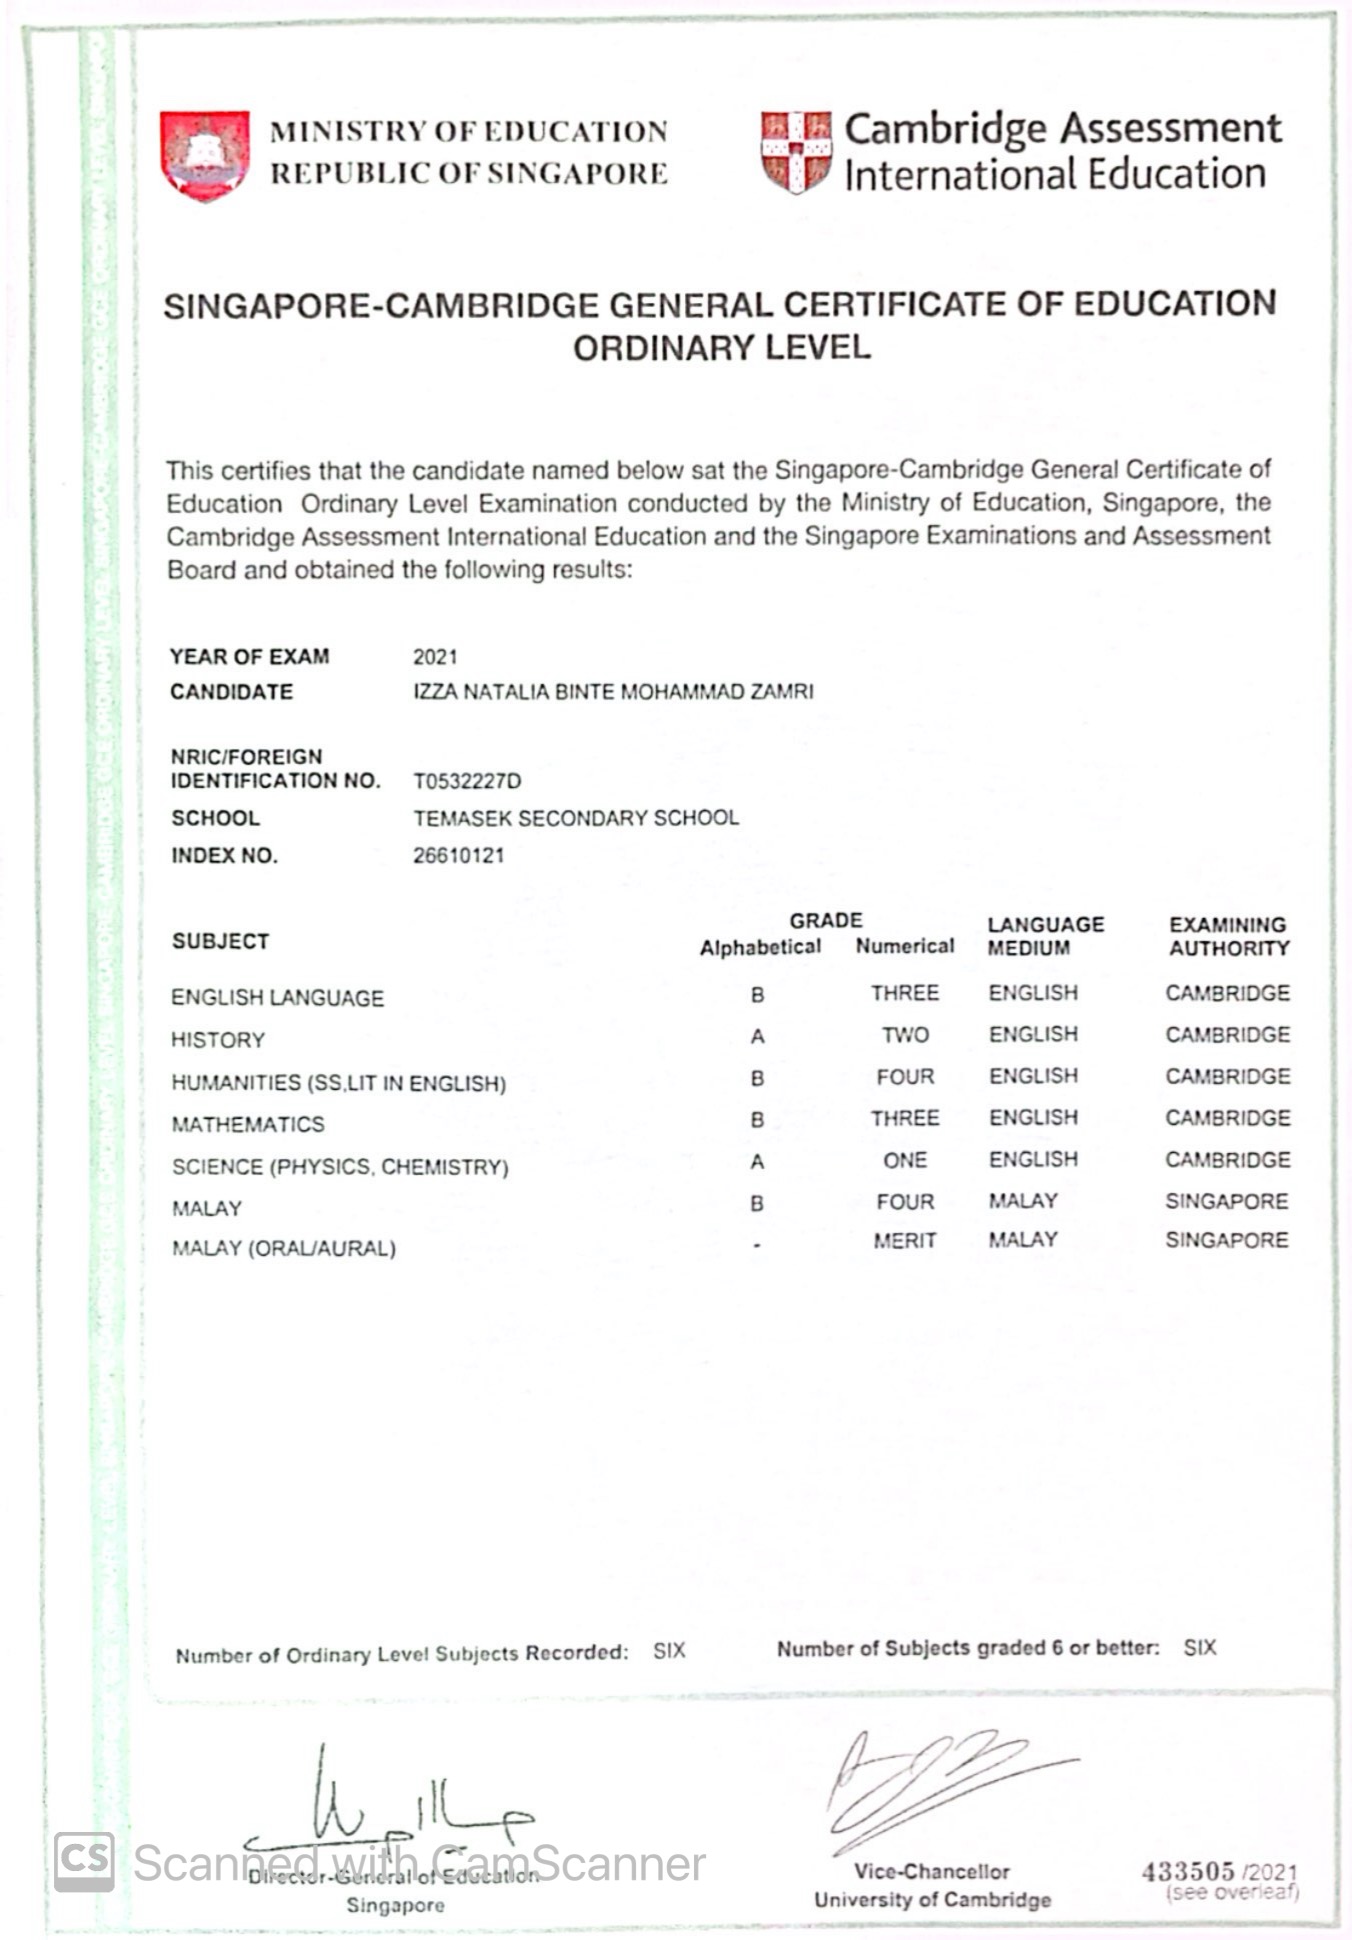 MINISTRY OF EDUCATION
REPUBLIC OF SINGAPORE
Cambridge Assessment
International Education
SINGAPORE-CAMBRIDGE GENERAL CERTIFICATE OF EDUCATION
ORDINARY LEVEL
This certifies that the candidate named below sat the Singapore-Cambridge General Certificate of
Education Ordinary Level Examination conducted by the Ministry of Education, Singapore, the
Cambridge Assessment International Education and the Singapore Examinations and Assessment
Board and obtained the following results:
YEAR OF EXAM 2021
CANDIDATE IZZA NATALIA BINTE MOHAMMAD ZAMRI
NRIC/FOREIGN
IDENTIFICATION NO. T0532227D
SCHOOL TEMASEK SECONDARY SCHOOL
INDEX NO. 26610121
GRADE LANGUAGE EXAMINING
SUBJECT Alphabetical Numerical MEDIUM AUTHORITY
ENGLISH LANGUAGE B THREE ENGLISH CAMBRIDGE
HISTORY A TWO ENGLISH CAMBRIDGE
HUMANITIES (SS,LIT IN ENGLISH) B FOUR ENGLISH CAMBRIDGE
MATHEMATICS B THREE ENGLISH CAMBRIDGE
SCIENCE (PHYSICS, CHEMISTRY) A ONE ENGLISH CAMBRIDGE
MALAY B FOUR MALAY SINGAPORE
MALAY (ORAL/AURAL) - MERIT MALAY SINGAPORE
Number of Ordinary Level Subjects Recorded: SIX Number of Subjects graded 6 or better: SIX
CS Scanned with CamScanner
Director-General of Education
Singapore
Vice-Chancellor
University of Cambridge
433505 /2021
(see overleaf)